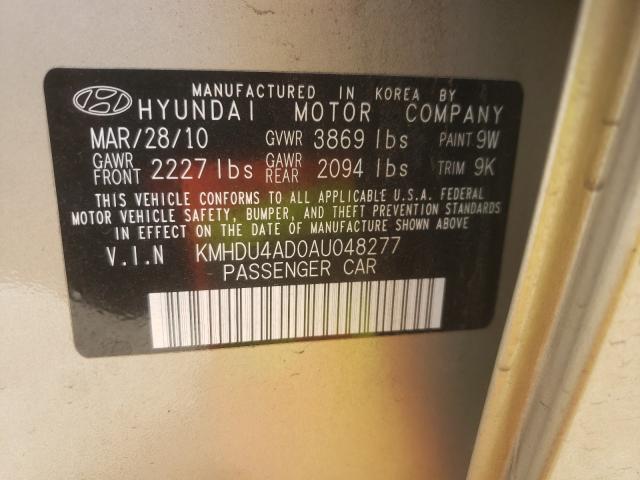 MANUFACTURED IN KOREA BY
HYUNDAI MOTOR COMPANY
MAR/28/10 GVWR 3869 lbs PAINT 9W
GAWR FRONT 2227 lbs GAWR REAR 2094 lbs TRIM 9K
THIS VEHICLE CONFORMS TO ALL APPLICABLE U.S.A. FEDERAL
MOTOR VEHICLE SAFETY, BUMPER, AND THEFT PREVENTION STANDARDS
IN EFFECT ON THE DATE OF MANUFACTURE SHOWN ABOVE
V.I.N KMHDU4AD0AU048277
PASSENGER CAR